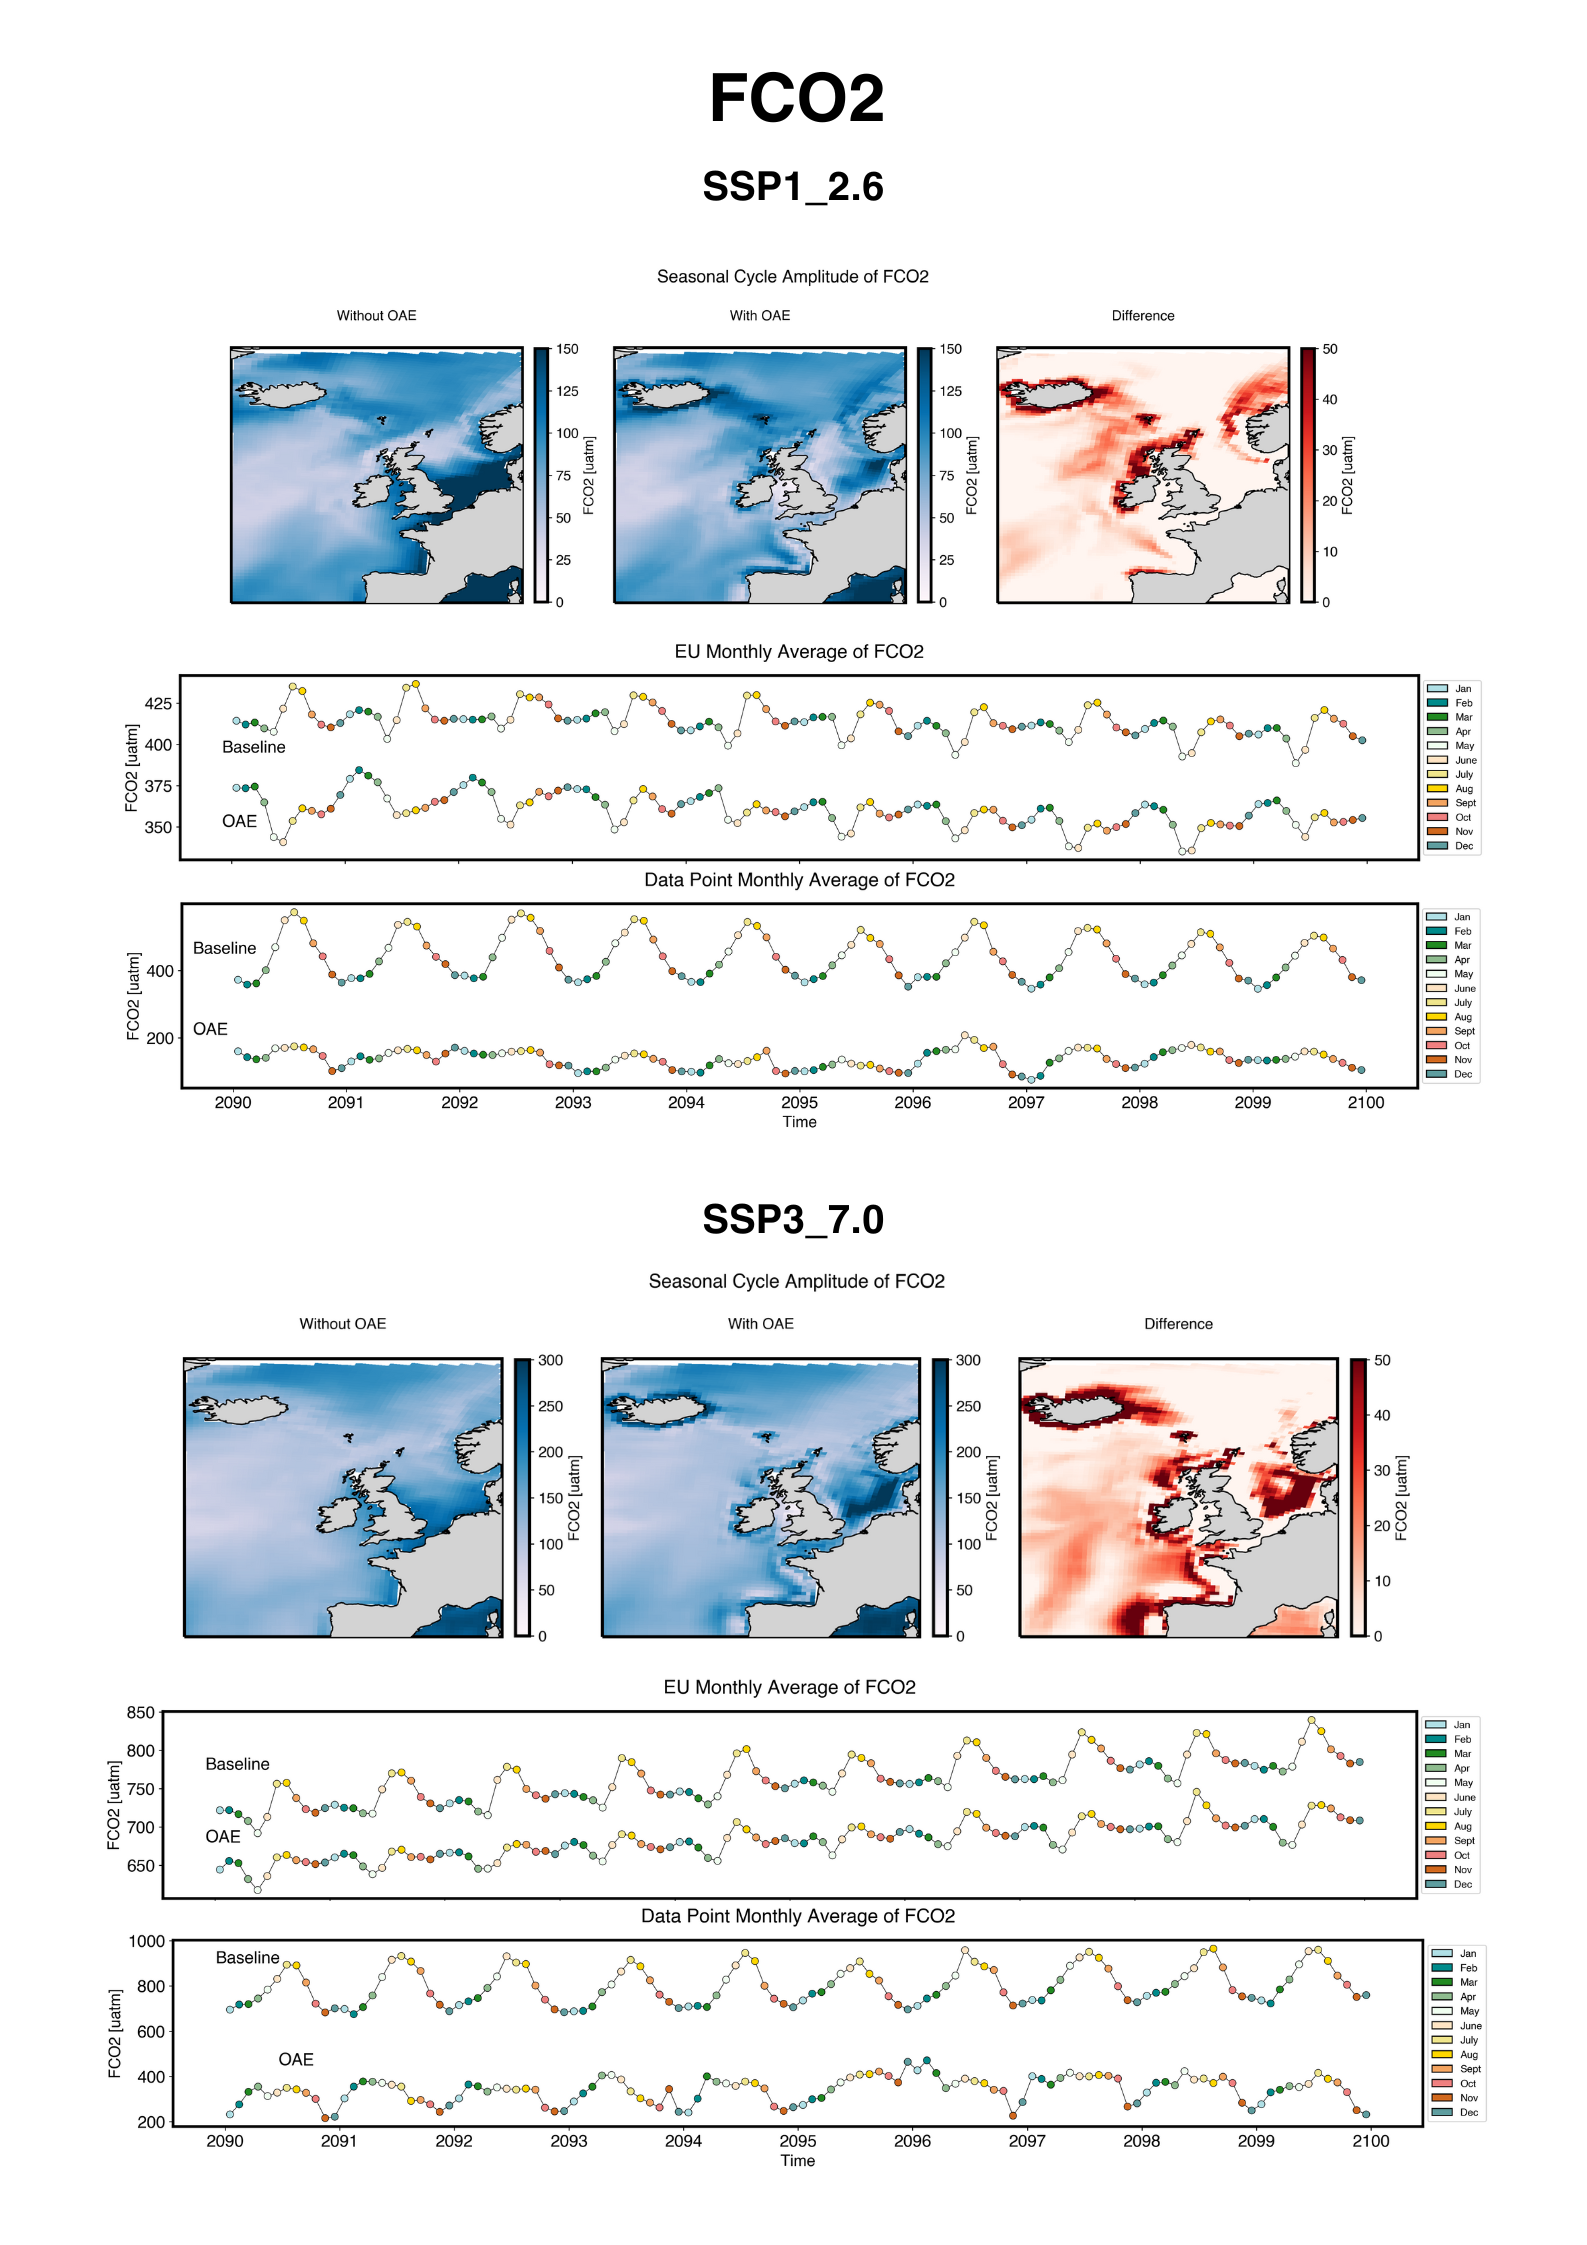 FCO2
SSP1_2.6
Seasonal Cycle Amplitude of FCO2
Without OAE
With OAE
Difference
150
125
100
75
50
25
0
FCO2 [uatm]
150
125
100
75
50
25
0
FCO2 [uatm]
50
40
30
20
10
0
FCO2 [uatm]
EU Monthly Average of FCO2
425
400
375
350
FCO2 [uatm]
Baseline
OAE
Jan
Feb
Mar
Apr
May
June
July
Aug
Sept
Oct
Nov
Dec
Data Point Monthly Average of FCO2
400
200
FCO2 [uatm]
Baseline
OAE
Jan
Feb
Mar
Apr
May
June
July
Aug
Sept
Oct
Nov
Dec
2090 2091 2092 2093 2094 2095 2096 2097 2098 2099 2100
Time
SSP3_7.0
Seasonal Cycle Amplitude of FCO2
Without OAE
With OAE
Difference
300
250
200
150
100
50
0
FCO2 [uatm]
300
250
200
150
100
50
0
FCO2 [uatm]
50
40
30
20
10
0
FCO2 [uatm]
EU Monthly Average of FCO2
850
800
750
700
650
FCO2 [uatm]
Baseline
OAE
Jan
Feb
Mar
Apr
May
June
July
Aug
Sept
Oct
Nov
Dec
Data Point Monthly Average of FCO2
1000
800
600
400
200
FCO2 [uatm]
Baseline
OAE
Jan
Feb
Mar
Apr
May
June
July
Aug
Sept
Oct
Nov
Dec
2090 2091 2092 2093 2094 2095 2096 2097 2098 2099 2100
Time